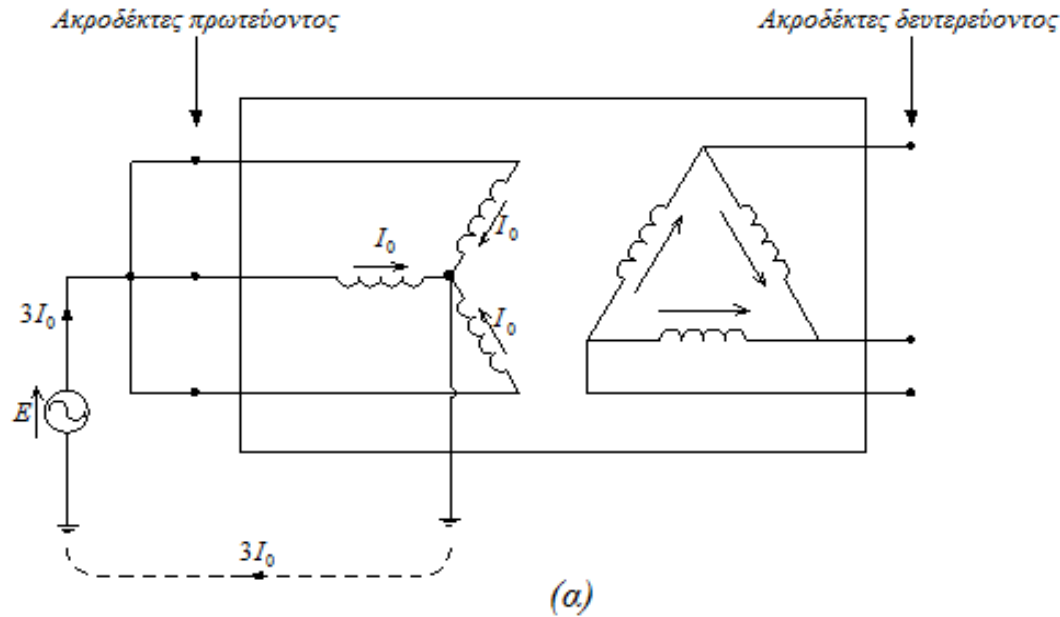 Ακροδέκτες πρωτεύοντος
Ακροδέκτες δευτερεύοντος
I₀
I₀
I₀
3I₀
E
3I₀
(α)